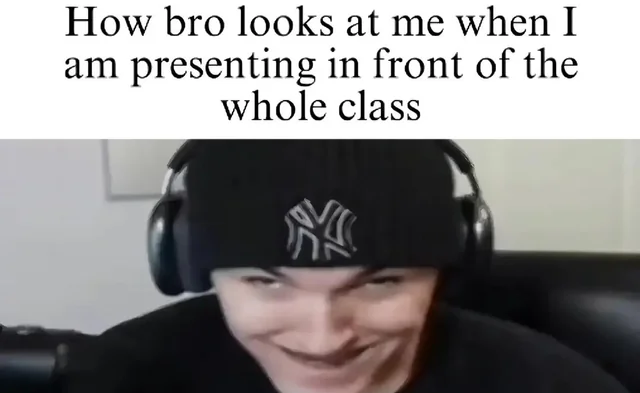 How bro looks at me when I
am presenting in front of the
whole class
NY